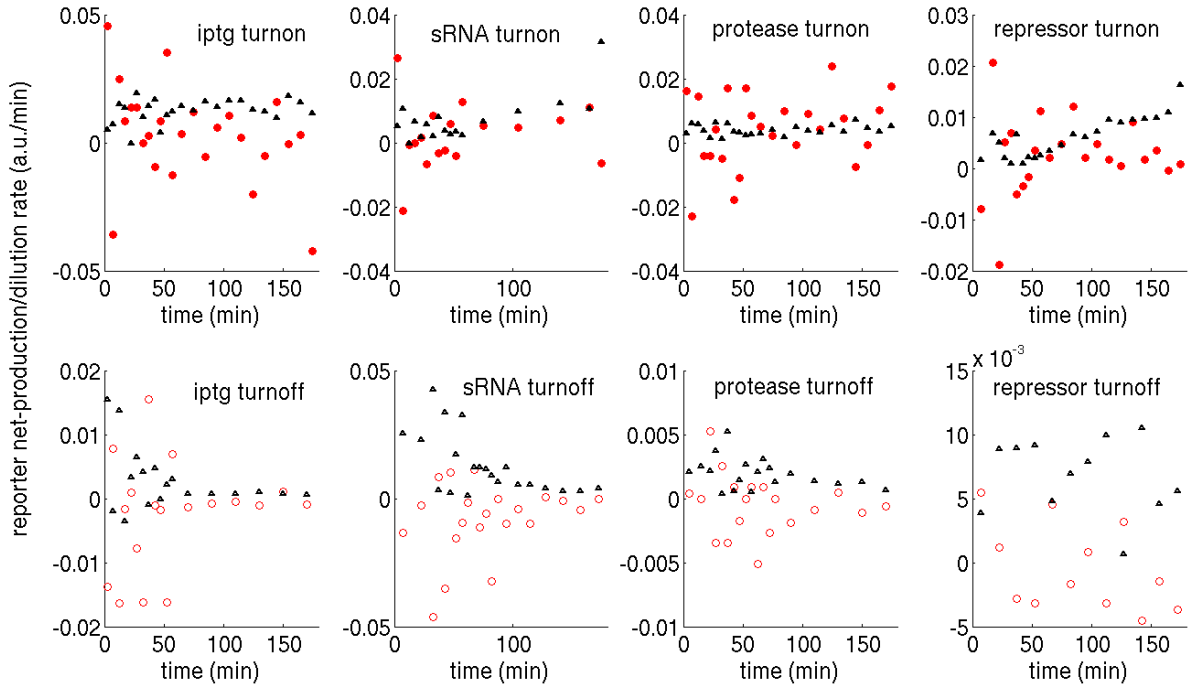 reporter net-production/dilution rate (a.u./min)
iptg turnon
0.05
0
-0.05
0 50 100 150
time (min)
sRNA turnon
0.04
0.02
0
-0.02
-0.04
0 100
time (min)
protease turnon
0.04
0.02
0
-0.02
-0.04
0 50 100 150
time (min)
repressor turnon
0.03
0.02
0.01
0
-0.01
-0.02
0 50 100 150
time (min)
iptg turnoff
0.02
0.01
0
-0.01
-0.02
0 50 100 150
time (min)
sRNA turnoff
0.05
0
-0.05
0 100
time (min)
protease turnoff
0.01
0.005
0
-0.005
-0.01
0 50 100 150
time (min)
x 10⁻³
repressor turnoff
15
10
5
0
-5
0 50 100 150
time (min)